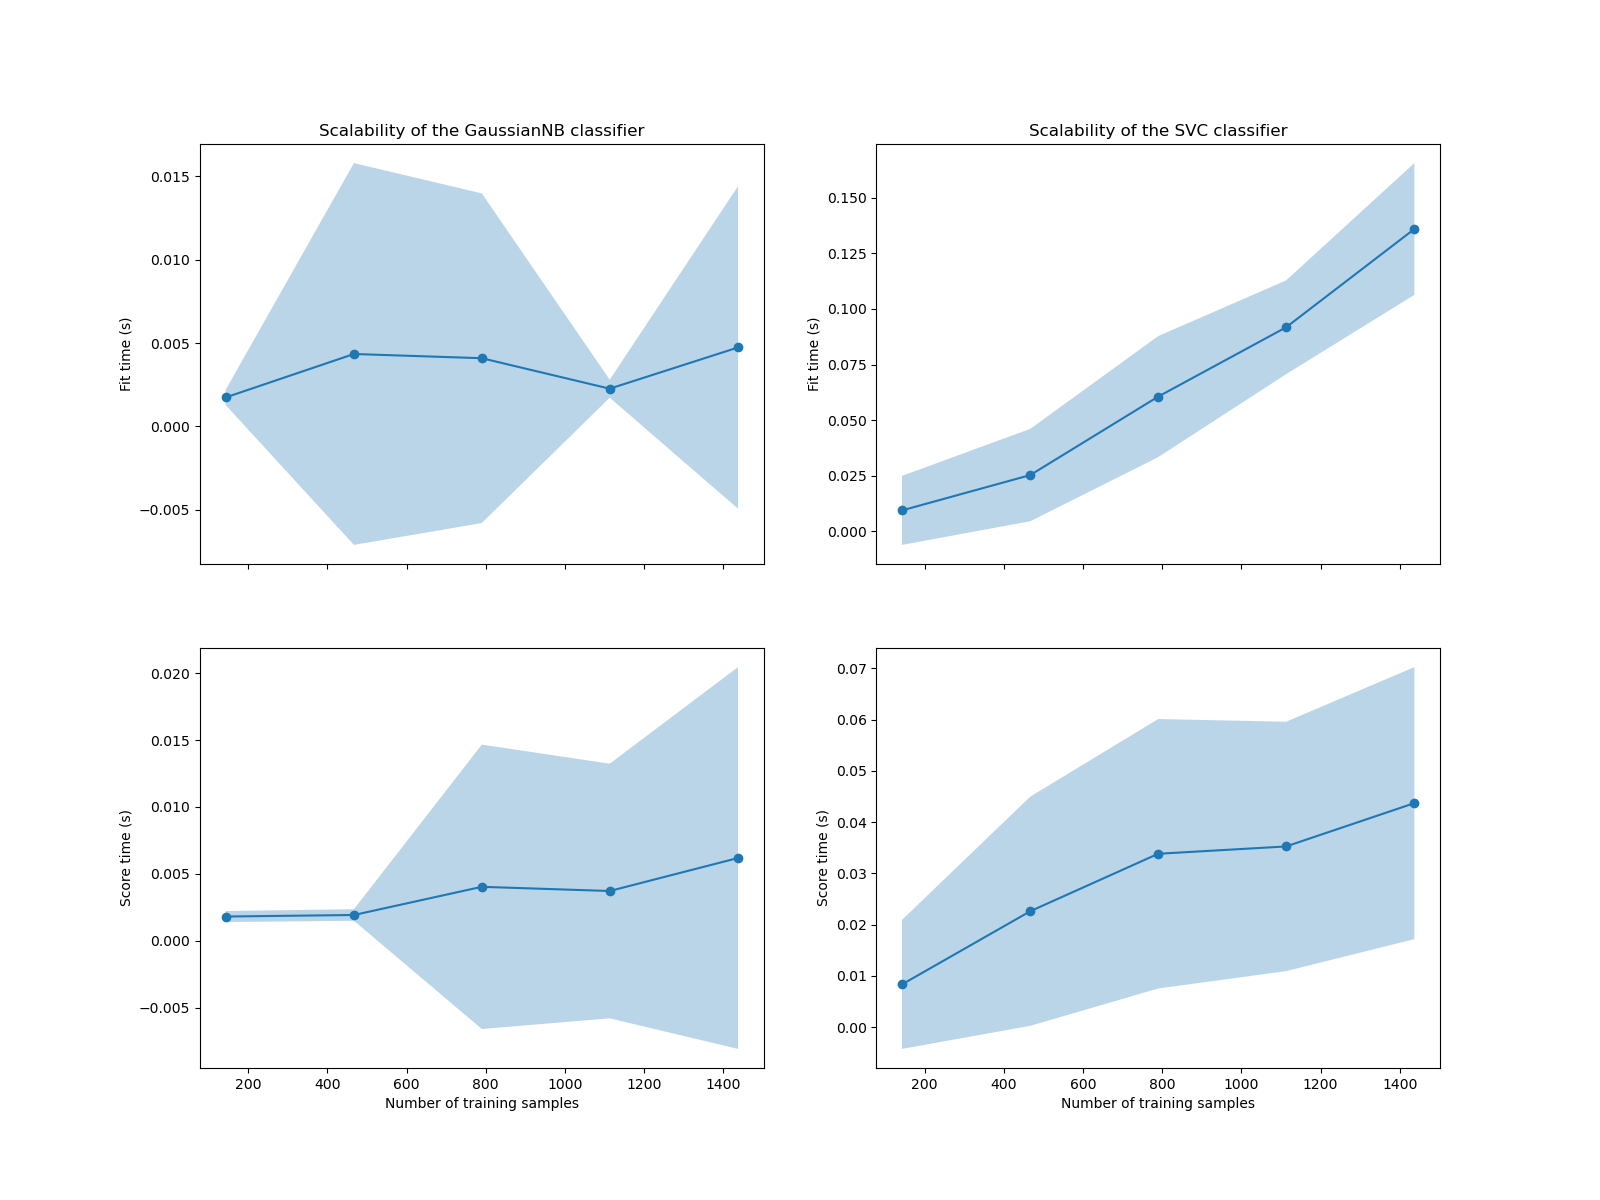 Scalability of the GaussianNB classifier
0.015
0.010
0.005
0.000
−0.005
Fit time (s)
Scalability of the SVC classifier
0.150
0.125
0.100
0.075
0.050
0.025
0.000
Fit time (s)
0.020
0.015
0.010
0.005
0.000
−0.005
Score time (s)
200 400 600 800 1000 1200 1400
Number of training samples
0.07
0.06
0.05
0.04
0.03
0.02
0.01
0.00
Score time (s)
200 400 600 800 1000 1200 1400
Number of training samples